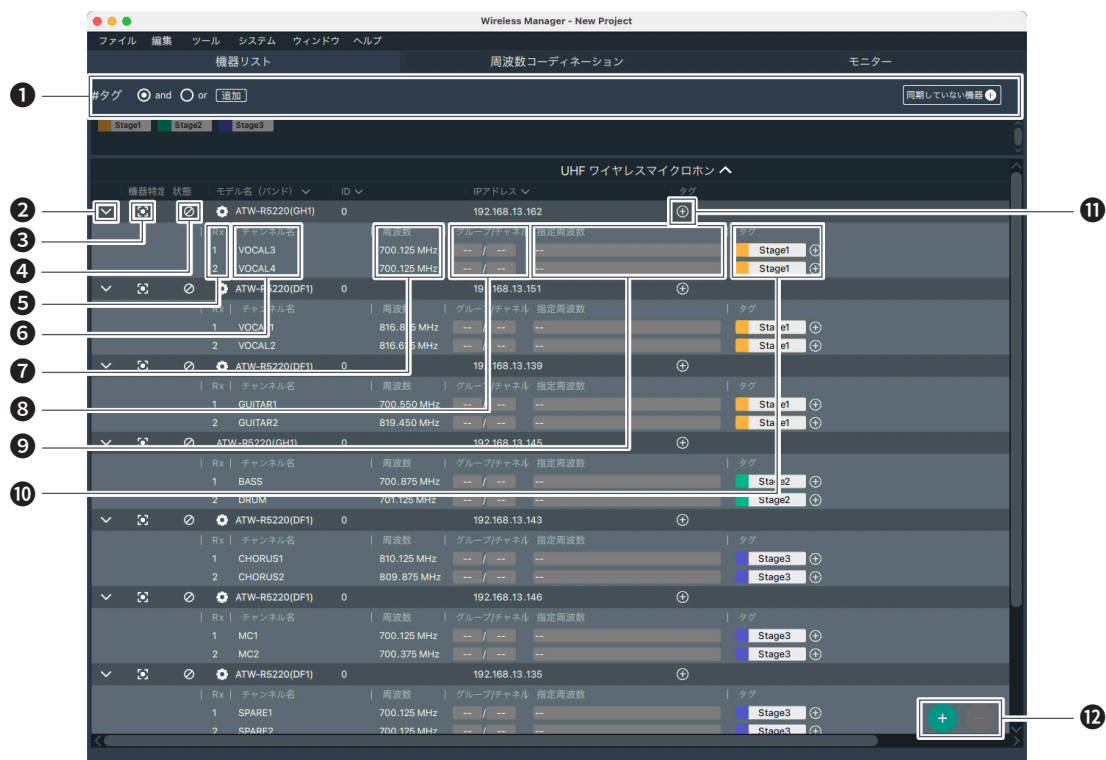 Wireless Manager - New Project
ファイル 編集 ツール システム ウィンドウ ヘルプ
機器リスト 周波数コーディネーション モニター
❶ #タグ and or 追加 同期していない機器
Stage1 Stage2 Stage3
UHF ワイヤレスマイクロホン
機器特定 状態 モデル名（バンド） ID IPアドレス タグ
❷ ATW-R5220(GH1) 0 192.168.13.162 ⓫
❸ Rx チャンネル名 周波数 グループ/チャネル 指定周波数 タグ
1 VOCAL3 700.125 MHz -- / -- -- Stage1
❹ 2 VOCAL4 700.125 MHz -- / -- -- Stage1
ATW-R5220(DF1) 0 192.168.13.151
❺ Rx チャンネル名 周波数 グループ/チャネル 指定周波数 タグ
❻ 1 -- / -- -- Stage1
2 VOCAL2 -- / -- -- Stage1
❼ ATW-R5220(DF1) 0 192.168.13.139
Rx チャンネル名 周波数 グループ/チャネル 指定周波数 タグ
❽ 1 GUITAR1 700.550 MHz -- / -- -- Stage1
2 GUITAR2 819.450 MHz -- / -- -- Stage1
❾ ATW-R5220(GH1) 0 192.168.13.145
Rx チャンネル名 周波数 グループ/チャネル 指定周波数 タグ
1 BASS 700.875 MHz -- / -- -- Stage2
❿ 2 DRUM 701.125 MHz -- / -- -- Stage2
ATW-R5220(DF1) 0 192.168.13.143
Rx チャンネル名 周波数 グループ/チャネル 指定周波数 タグ
1 CHORUS1 810.125 MHz -- / -- -- Stage3
2 CHORUS2 809.875 MHz -- / -- -- Stage3
ATW-R5220(DF1) 0 192.168.13.146
Rx チャンネル名 周波数 グループ/チャネル 指定周波数 タグ
1 MC1 700.125 MHz -- / -- -- Stage3
2 MC2 700.375 MHz -- / -- -- Stage3
ATW-R5220(DF1) 0 192.168.13.135
Rx チャンネル名 周波数 グループ/チャネル 指定周波数 タグ
1 SPARE1 700.125 MHz -- / -- -- Stage3
2 SPARE2 700.125 MHz -- / -- -- Stage3 ⓬